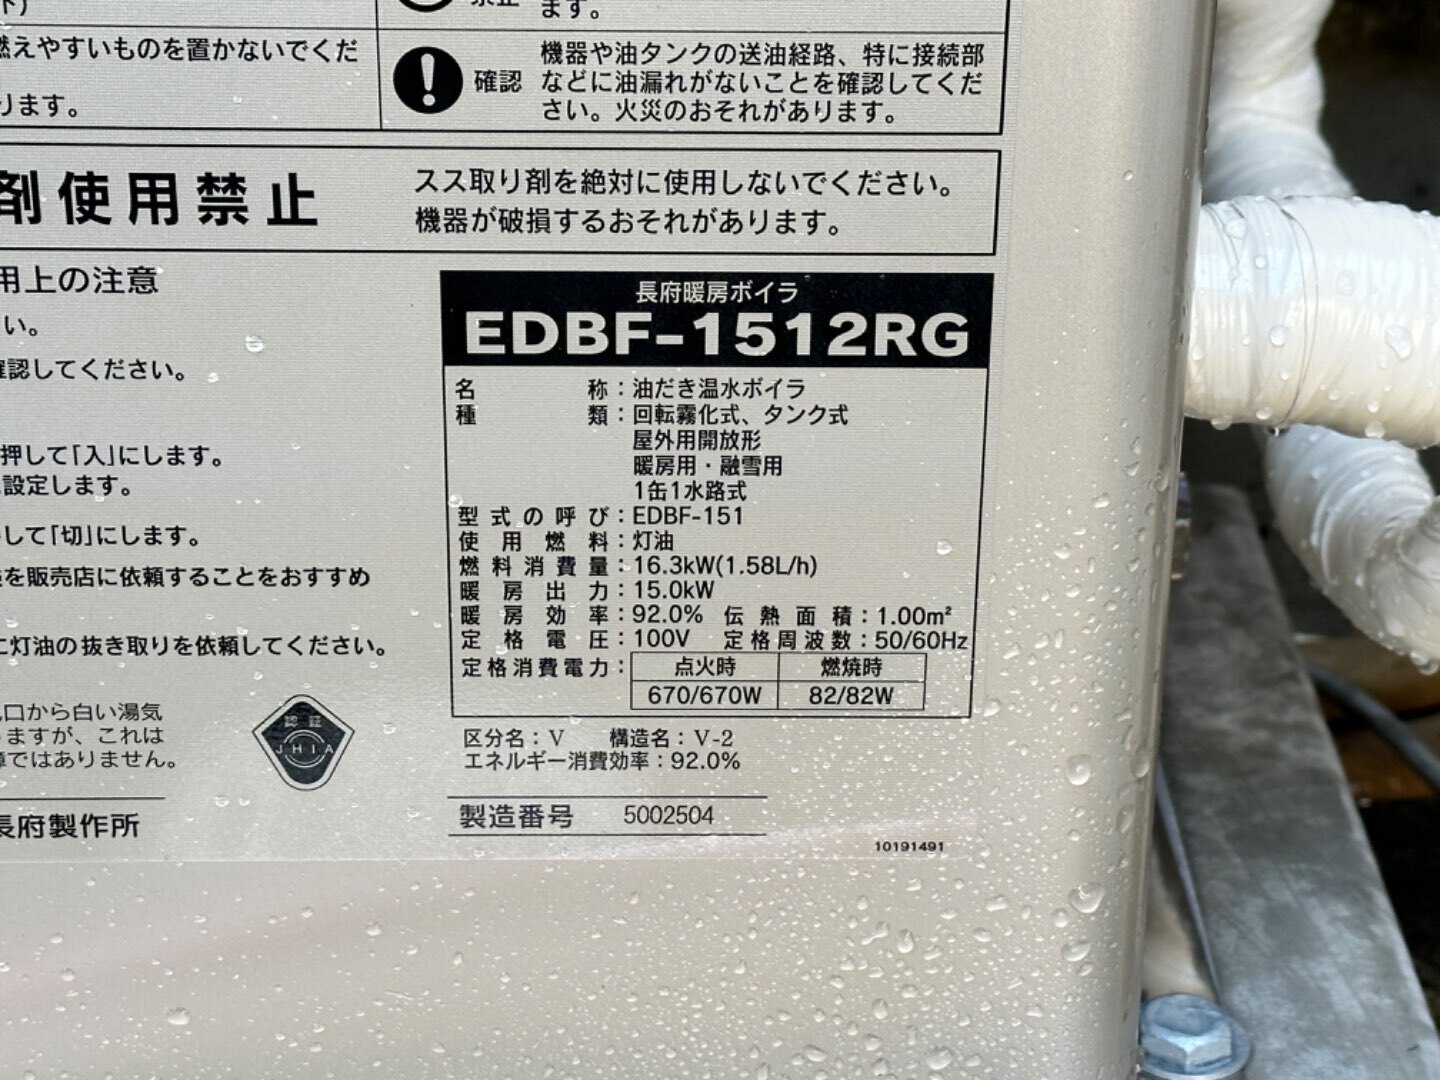 禁止
ます。
燃えやすいものを置かないでくだ
ります。
確認
機器や油タンクの送油経路、特に接続部
などに油漏れがないことを確認してくだ
さい。火災のおそれがあります。
剤使用禁止
スス取り剤を絶対に使用しないでください。
機器が破損するおそれがあります。
用上の注意
い。
確認してください。
押して「入」にします。
設定します。
して「切」にします。
を販売店に依頼することをおすすめ
に灯油の抜き取りを依頼してください。
口から白い湯気
ますが、これは
ではありません。
認証
JHIA
長府製作所
長府暖房ボイラ
EDBF-1512RG
名称:油だき温水ボイラ
種類:回転霧化式、タンク式
屋外用開放形
暖房用・融雪用
1缶1水路式
型式の呼び:EDBF-151
使用燃料:灯油
燃料消費量:16.3kW(1.58L/h)
暖房出力:15.0kW
暖房効率:92.0% 伝熱面積:1.00m²
定格電圧:100V 定格周波数:50/60Hz
定格消費電力: 点火時 燃焼時
670/670W 82/82W
区分名:V 構造名:V-2
エネルギー消費効率:92.0%
製造番号 5002504
10191491